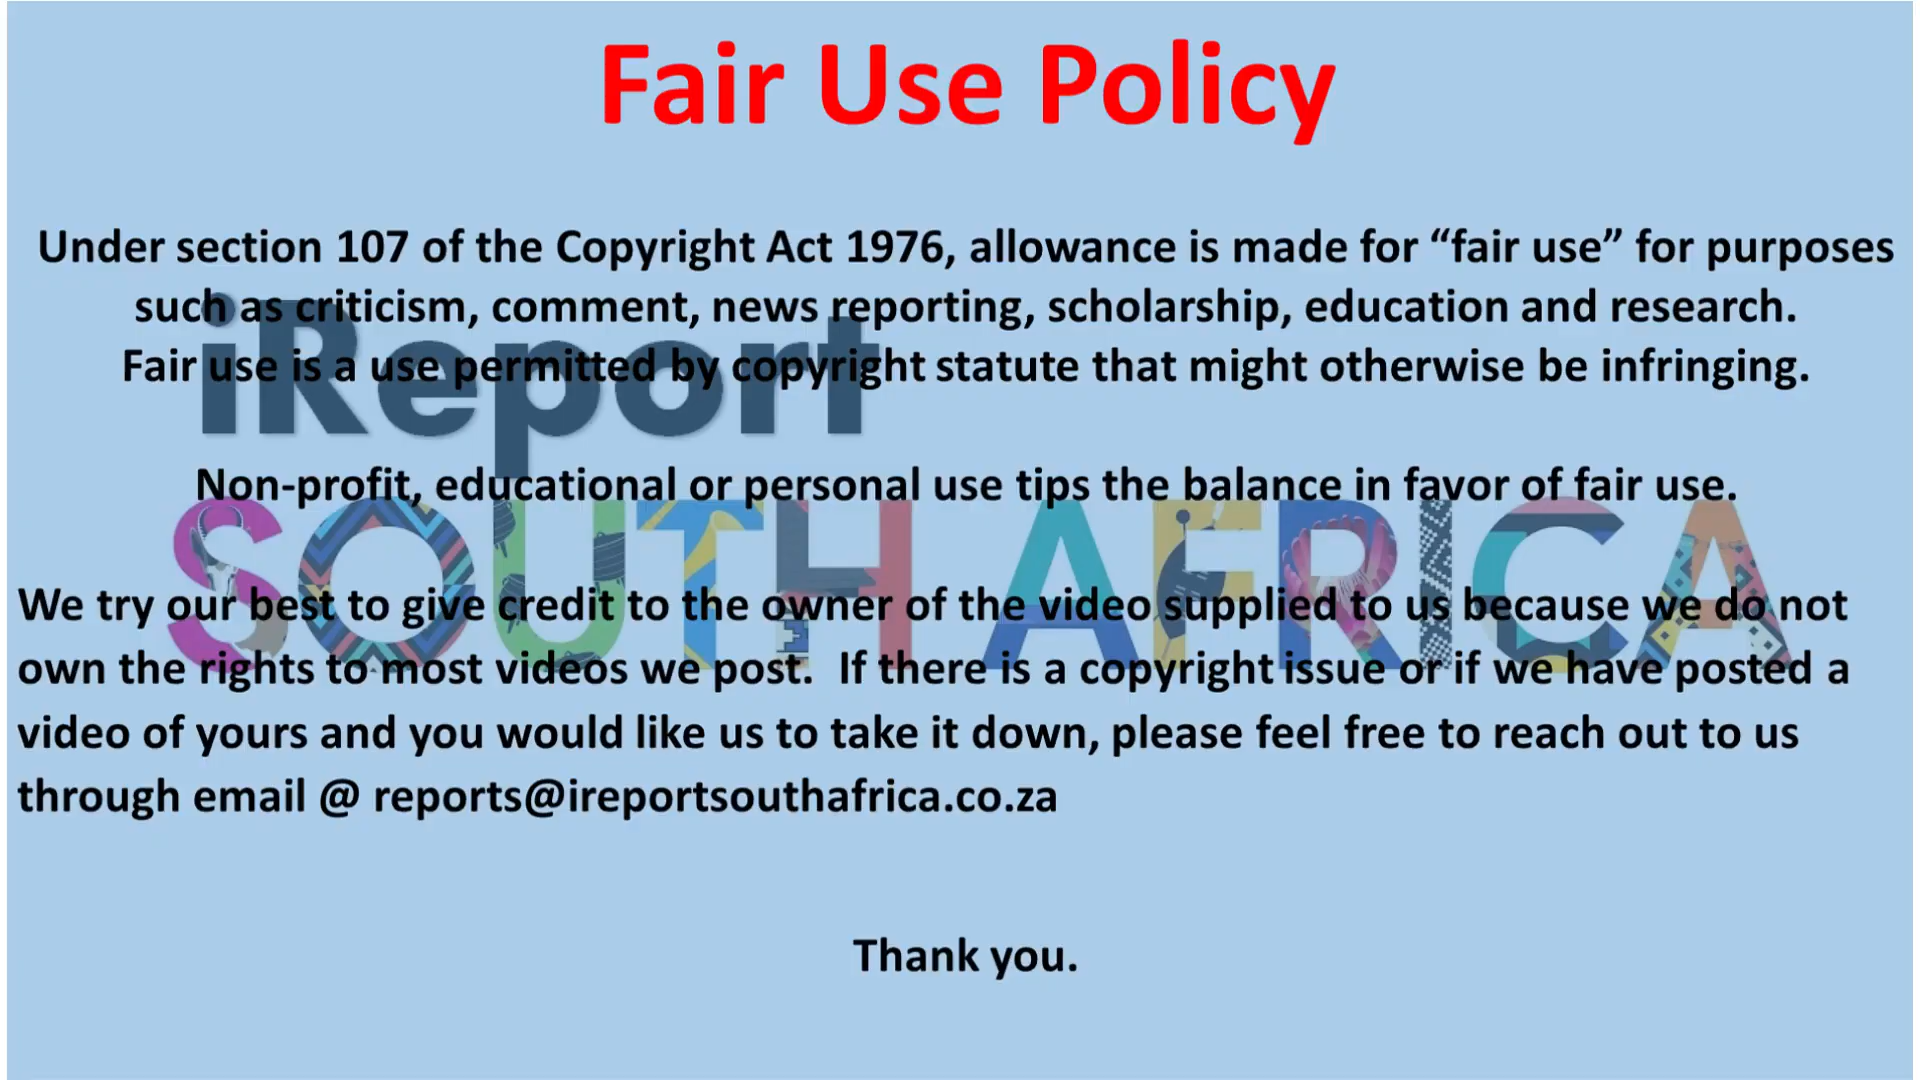 Fair Use Policy
Under section 107 of the Copyright Act 1976, allowance is made for “fair use” for purposes
such as criticism, comment, news reporting, scholarship, education and research.
Fair use is a use permitted by copyright statute that might otherwise be infringing.
iReport
Non-profit, educational or personal use tips the balance in favor of fair use.
SOUTH AFRICA
We try our best to give credit to the owner of the video supplied to us because we do not
own the rights to most videos we post.  If there is a copyright issue or if we have posted a
video of yours and you would like us to take it down, please feel free to reach out to us
through email @ reports@ireportsouthafrica.co.za
Thank you.